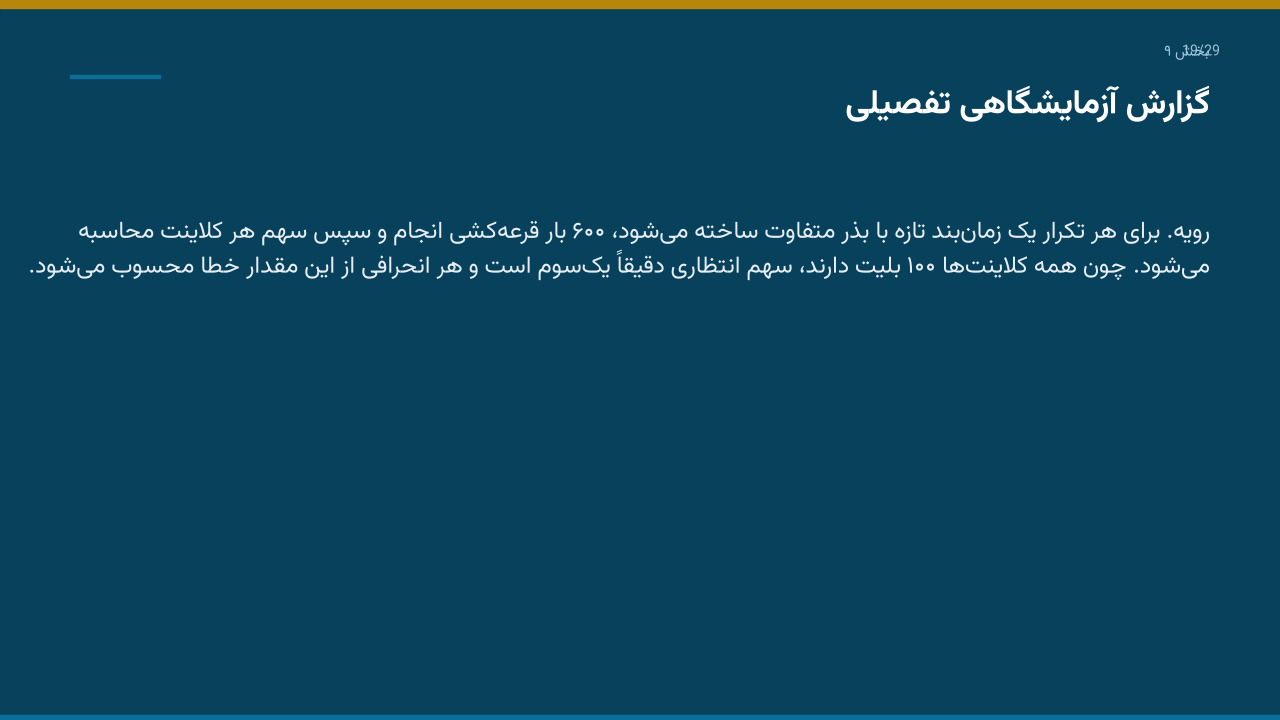 بخش ۹
19/29
گزارش آزمایشگاهی تفصیلی
رویه. برای هر تکرار یک زمان‌بند تازه با بذر متفاوت ساخته می‌شود، ۶۰۰ بار قرعه‌کشی انجام و سپس سهم هر کلاینت محاسبه
می‌شود. چون همه کلاینت‌ها ۱۰۰ بلیت دارند، سهم انتظاری دقیقاً یک‌سوم است و هر انحرافی از این مقدار خطا محسوب می‌شود.